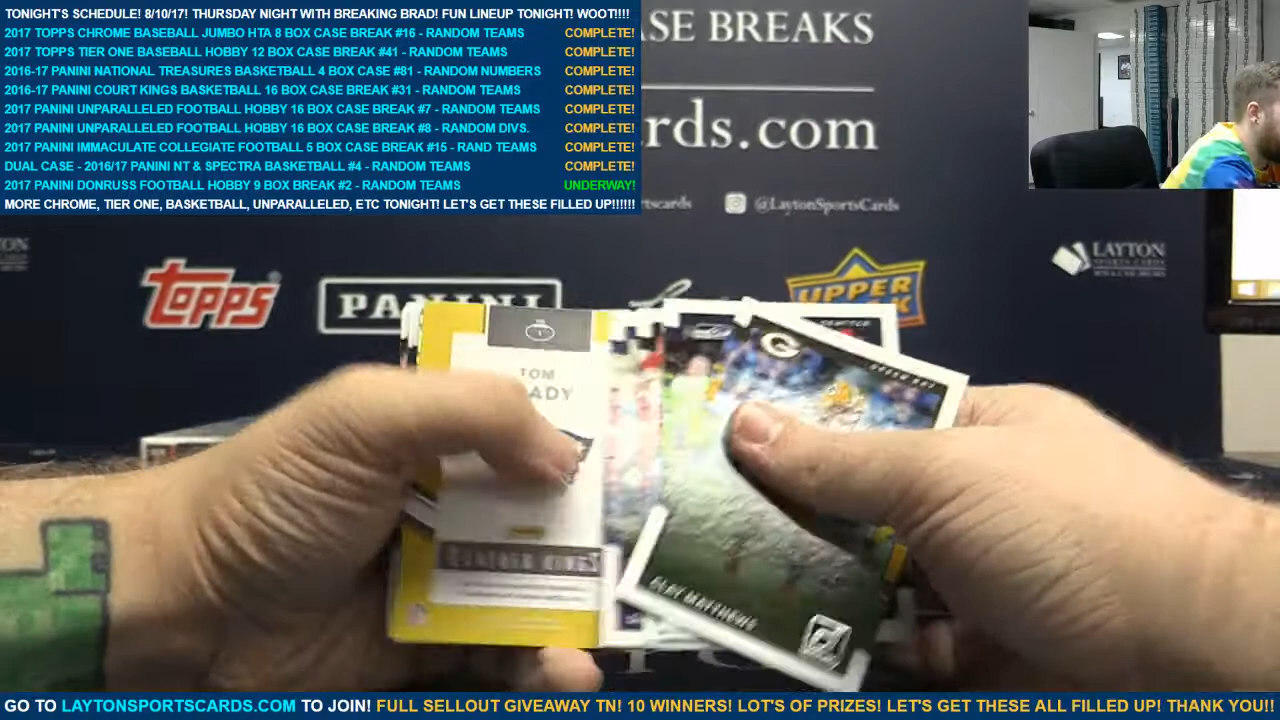 TONIGHT'S SCHEDULE! 8/10/17! THURSDAY NIGHT WITH BREAKING BRAD! FUN LINEUP TONIGHT! WOOT!!!!
2017 TOPPS CHROME BASEBALL JUMBO HTA 8 BOX CASE BREAK #16 - RANDOM TEAMS COMPLETE!
2017 TOPPS TIER ONE BASEBALL HOBBY 12 BOX CASE BREAK #41 - RANDOM TEAMS COMPLETE!
2016-17 PANINI NATIONAL TREASURES BASKETBALL 4 BOX CASE #81 - RANDOM NUMBERS COMPLETE!
2016-17 PANINI COURT KINGS BASKETBALL 16 BOX CASE BREAK #31 - RANDOM TEAMS COMPLETE!
2017 PANINI UNPARALLELED FOOTBALL HOBBY 16 BOX CASE BREAK #7 - RANDOM TEAMS COMPLETE!
2017 PANINI UNPARALLELED FOOTBALL HOBBY 16 BOX CASE BREAK #8 - RANDOM DIVS. COMPLETE!
2017 PANINI IMMACULATE COLLEGIATE FOOTBALL 5 BOX CASE BREAK #15 - RAND TEAMS COMPLETE!
DUAL CASE - 2016/17 PANINI NT & SPECTRA BASKETBALL #4 - RANDOM TEAMS COMPLETE!
2017 PANINI DONRUSS FOOTBALL HOBBY 9 BOX BREAK #2 - RANDOM TEAMS UNDERWAY!
MORE CHROME, TIER ONE, BASKETBALL, UNPARALLELED, ETC TONIGHT! LET'S GET THESE FILLED UP!!!!!!
SE BREAKS
rds.com
rtscards @LaytonSportsCards
LAYTON
topps
PANINI
UPPER
TOM
ADY
G
GREEN BAY
CLAY MATTHEWS
GO TO LAYTONSPORTSCARDS.COM TO JOIN! FULL SELLOUT GIVEAWAY TN! 10 WINNERS! LOT'S OF PRIZES! LET'S GET THESE ALL FILLED UP! THANK YOU!!